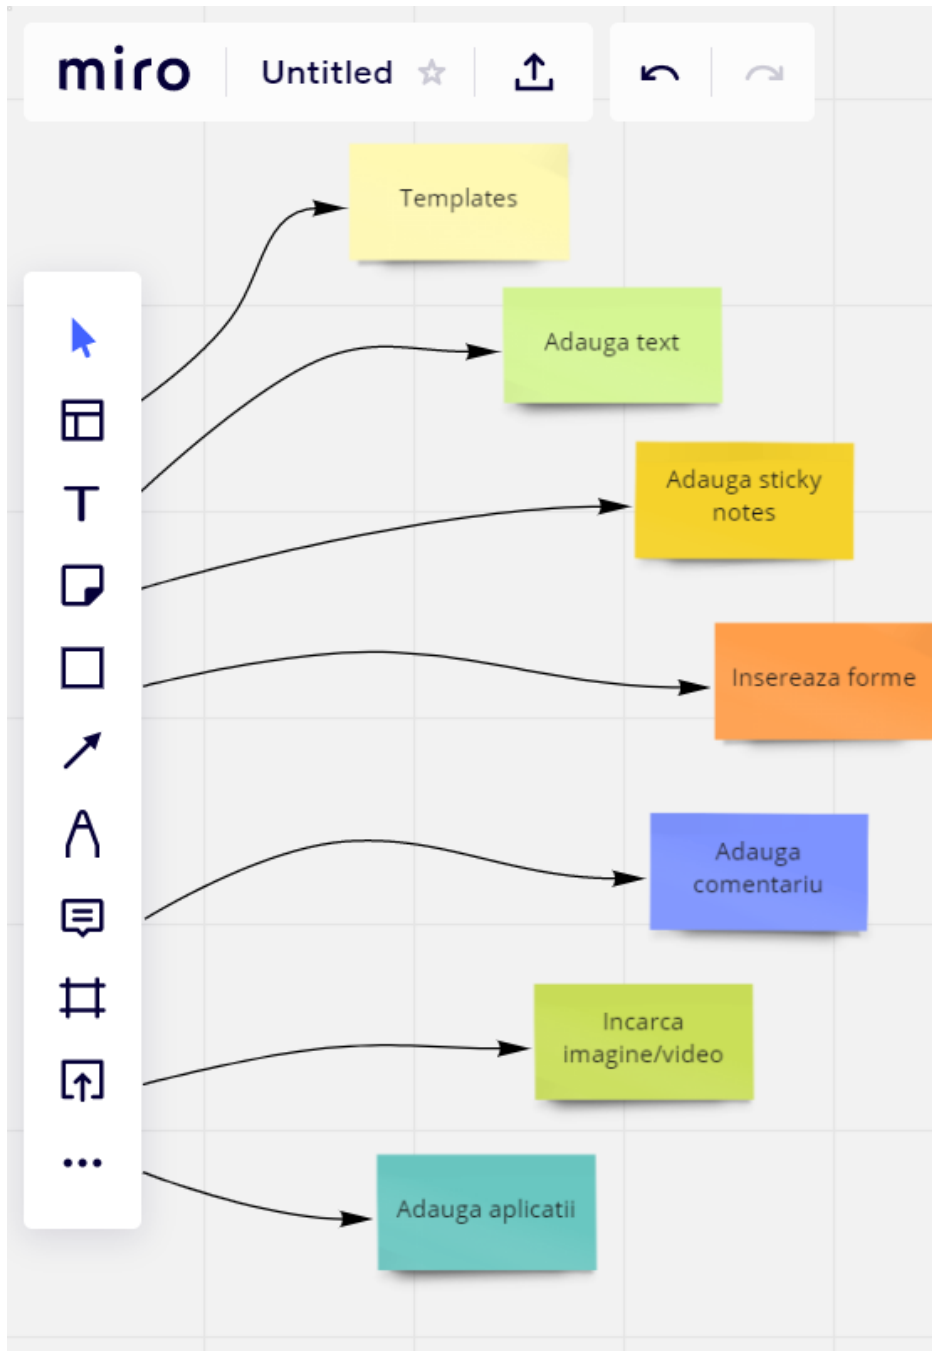 miro
Untitled
Templates
Adauga text
Adauga sticky
notes
Insereaza forme
Adauga
comentariu
Incarca
imagine/video
Adauga aplicatii